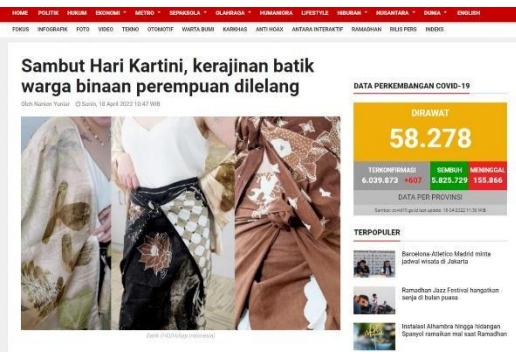 HOME POLITIK HUKUM EKONOMI METRO SEPAKBOLA OLAHRAGA HUMANIORA LIFESTYLE HIBURAN NUSANTARA DUNIA ENGLISH
FOKUS INFOGRAFIK FOTO VIDEO TEKNO OTOMOTIF WARTA BUMI KARKHAS ANTI HOAX ANTARA INTERAKTIF RAMADHAN RILIS PERS INDEKS
Sambut Hari Kartini, kerajinan batik
warga binaan perempuan dilelang
Oleh Nanien Yuniar Senin, 18 April 2022 10:47 WIB
DATA PERKEMBANGAN COVID-19
DIRAWAT
58.278
TERKONFIRMASI SEMBUH MENINGGAL
6.039.873 +607 5.825.729 155.866
DATA PER PROVINSI
TERPOPULER
Barcelona-Atletico Madrid minta
jadwal wisata di Jakarta
Ramadhan Jazz Festival hangatkan
senja di bulan puasa
Instalasi Alhambra hingga hidangan
Spanyol ramaikan mal saat Ramadhan